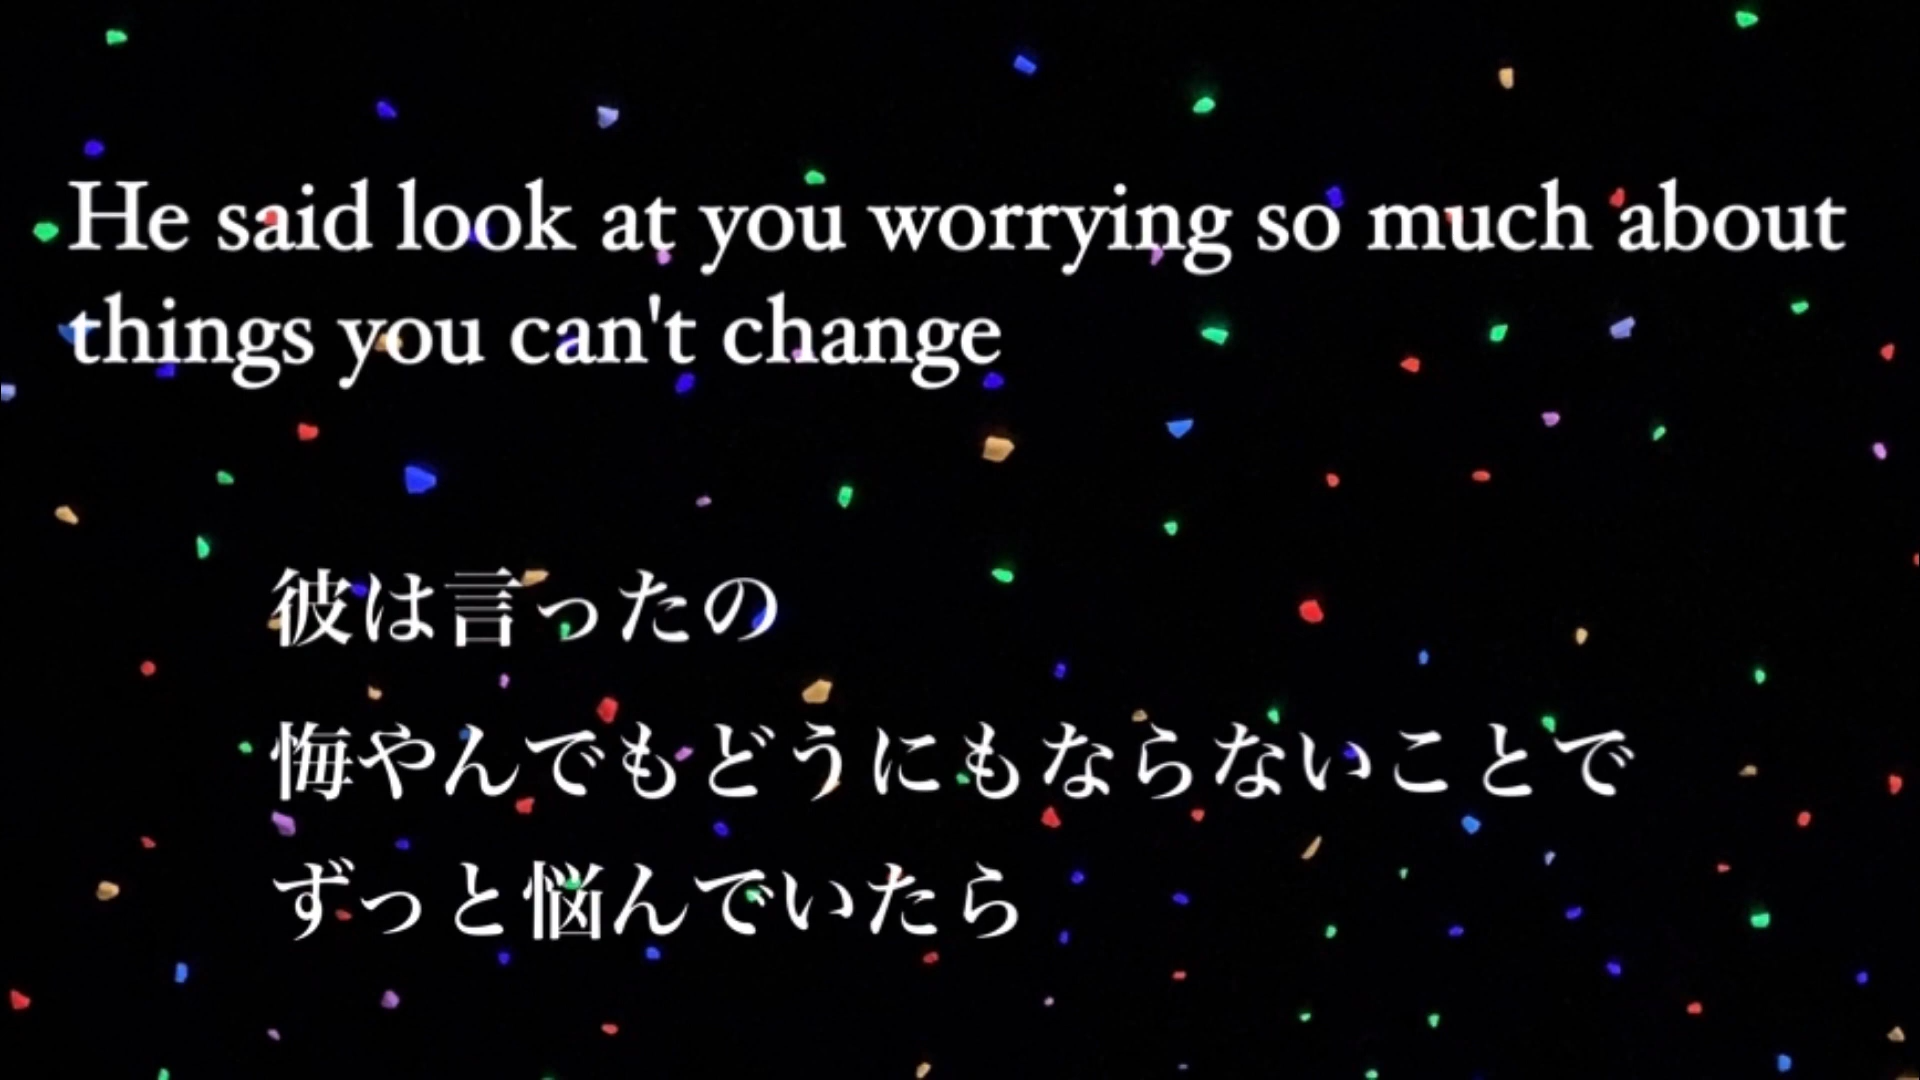 He said look at you worrying so much about
things you can't change
彼は言ったの
悔やんでもどうにもならないことで
ずっと悩んでいたら